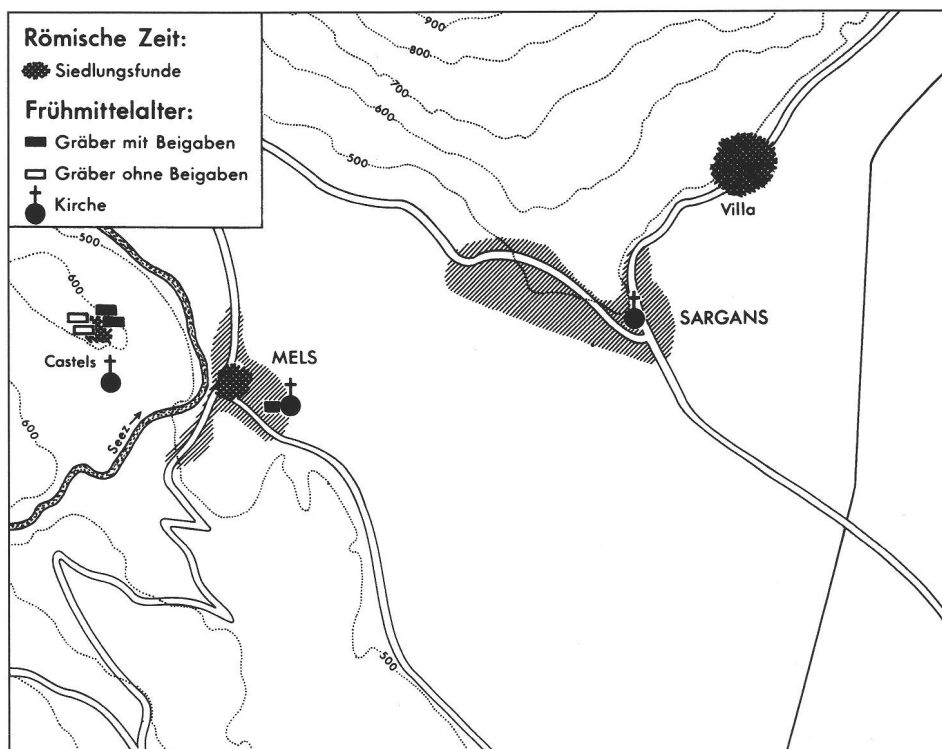 Römische Zeit:
Siedlungsfunde
Frühmittelalter:
Gräber mit Beigaben
Gräber ohne Beigaben
Kirche
900
800
700
600
500
Villa
500
600
Castels
MELS
SARGANS
600
Seez
500